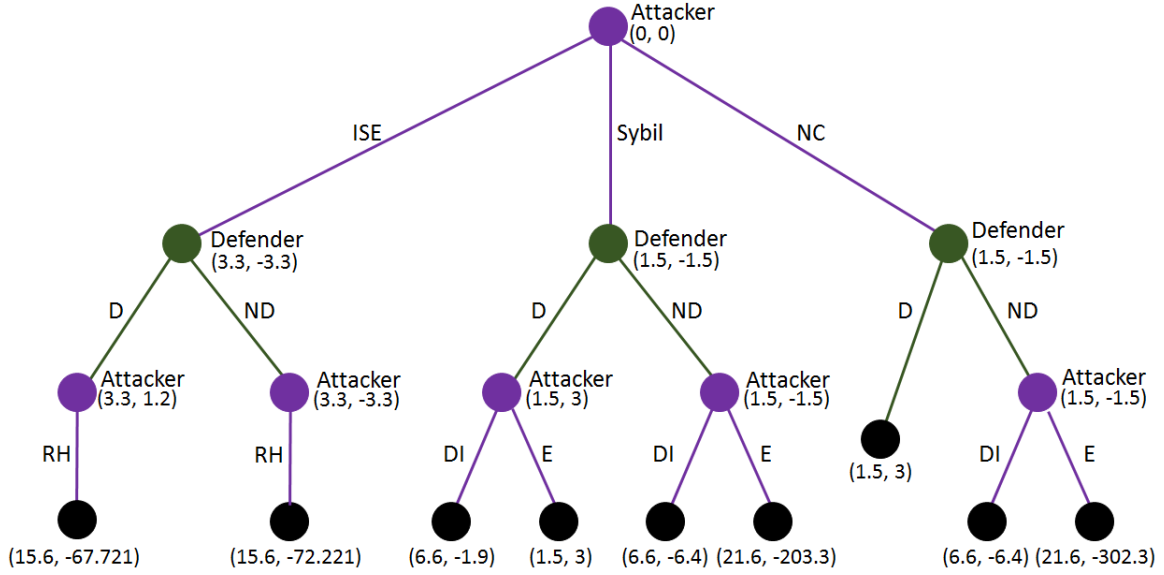 Attacker
(0, 0)
ISE
Sybil
NC
Defender
(3.3, -3.3)
Defender
(1.5, -1.5)
Defender
(1.5, -1.5)
D
ND
D
ND
D
ND
Attacker
(3.3, 1.2)
Attacker
(3.3, -3.3)
Attacker
(1.5, 3)
Attacker
(1.5, -1.5)
Attacker
(1.5, -1.5)
RH
RH
DI
E
DI
E
(1.5, 3)
DI
E
(15.6, -67.721)
(15.6, -72.221)
(6.6, -1.9)
(1.5, 3)
(6.6, -6.4)
(21.6, -203.3)
(6.6, -6.4)
(21.6, -302.3)